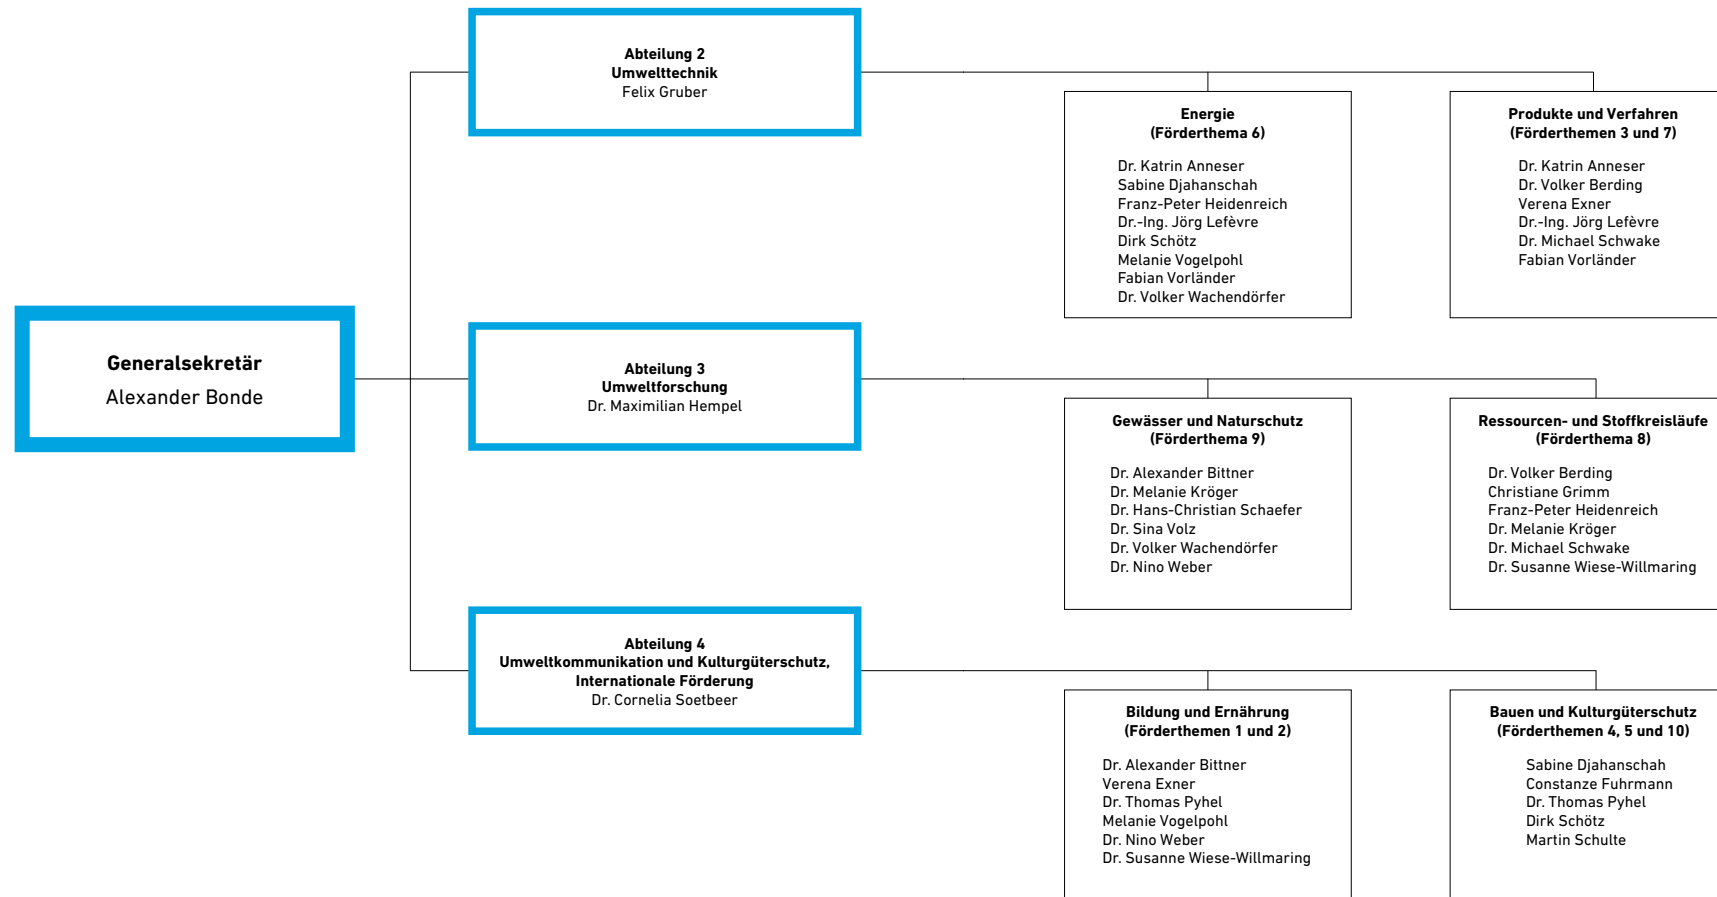 Generalsekretär
Alexander Bonde
Abteilung 2
Umwelttechnik
Felix Gruber
Energie
(Förderthema 6)
Dr. Katrin Anneser
Sabine Djahanschah
Franz-Peter Heidenreich
Dr.-Ing. Jörg Lefèvre
Dirk Schötz
Melanie Vogelpohl
Fabian Vorländer
Dr. Volker Wachendörfer
Produkte und Verfahren
(Förderthemen 3 und 7)
Dr. Katrin Anneser
Dr. Volker Berding
Verena Exner
Dr.-Ing. Jörg Lefèvre
Dr. Michael Schwake
Fabian Vorländer
Abteilung 3
Umweltforschung
Dr. Maximilian Hempel
Gewässer und Naturschutz
(Förderthema 9)
Dr. Alexander Bittner
Dr. Melanie Kröger
Dr. Hans-Christian Schaefer
Dr. Sina Volz
Dr. Volker Wachendörfer
Dr. Nino Weber
Ressourcen- und Stoffkreisläufe
(Förderthema 8)
Dr. Volker Berding
Christiane Grimm
Franz-Peter Heidenreich
Dr. Melanie Kröger
Dr. Michael Schwake
Dr. Susanne Wiese-Willmaring
Abteilung 4
Umweltkommunikation und Kulturgüterschutz,
Internationale Förderung
Dr. Cornelia Soetbeer
Bildung und Ernährung
(Förderthemen 1 und 2)
Dr. Alexander Bittner
Verena Exner
Dr. Thomas Pyhel
Melanie Vogelpohl
Dr. Nino Weber
Dr. Susanne Wiese-Willmaring
Bauen und Kulturgüterschutz
(Förderthemen 4, 5 und 10)
Sabine Djahanschah
Constanze Fuhrmann
Dr. Thomas Pyhel
Dirk Schötz
Martin Schulte